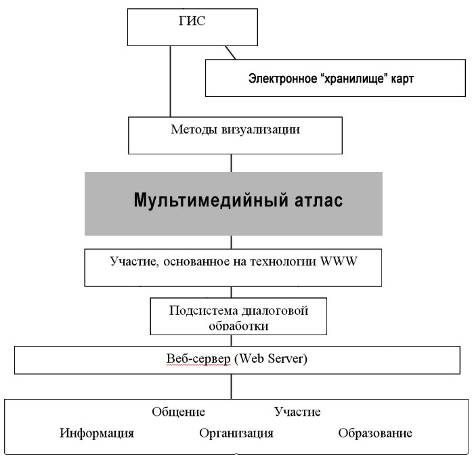 ГИС
Электронное "хранилище" карт
Методы визуализации
Мультимедийный атлас
Участие, основанное на технологии WWW
Подсистема диалоговой
обработки
Веб-сервер (Web Server)
Общение Участие
Информация Организация Образование